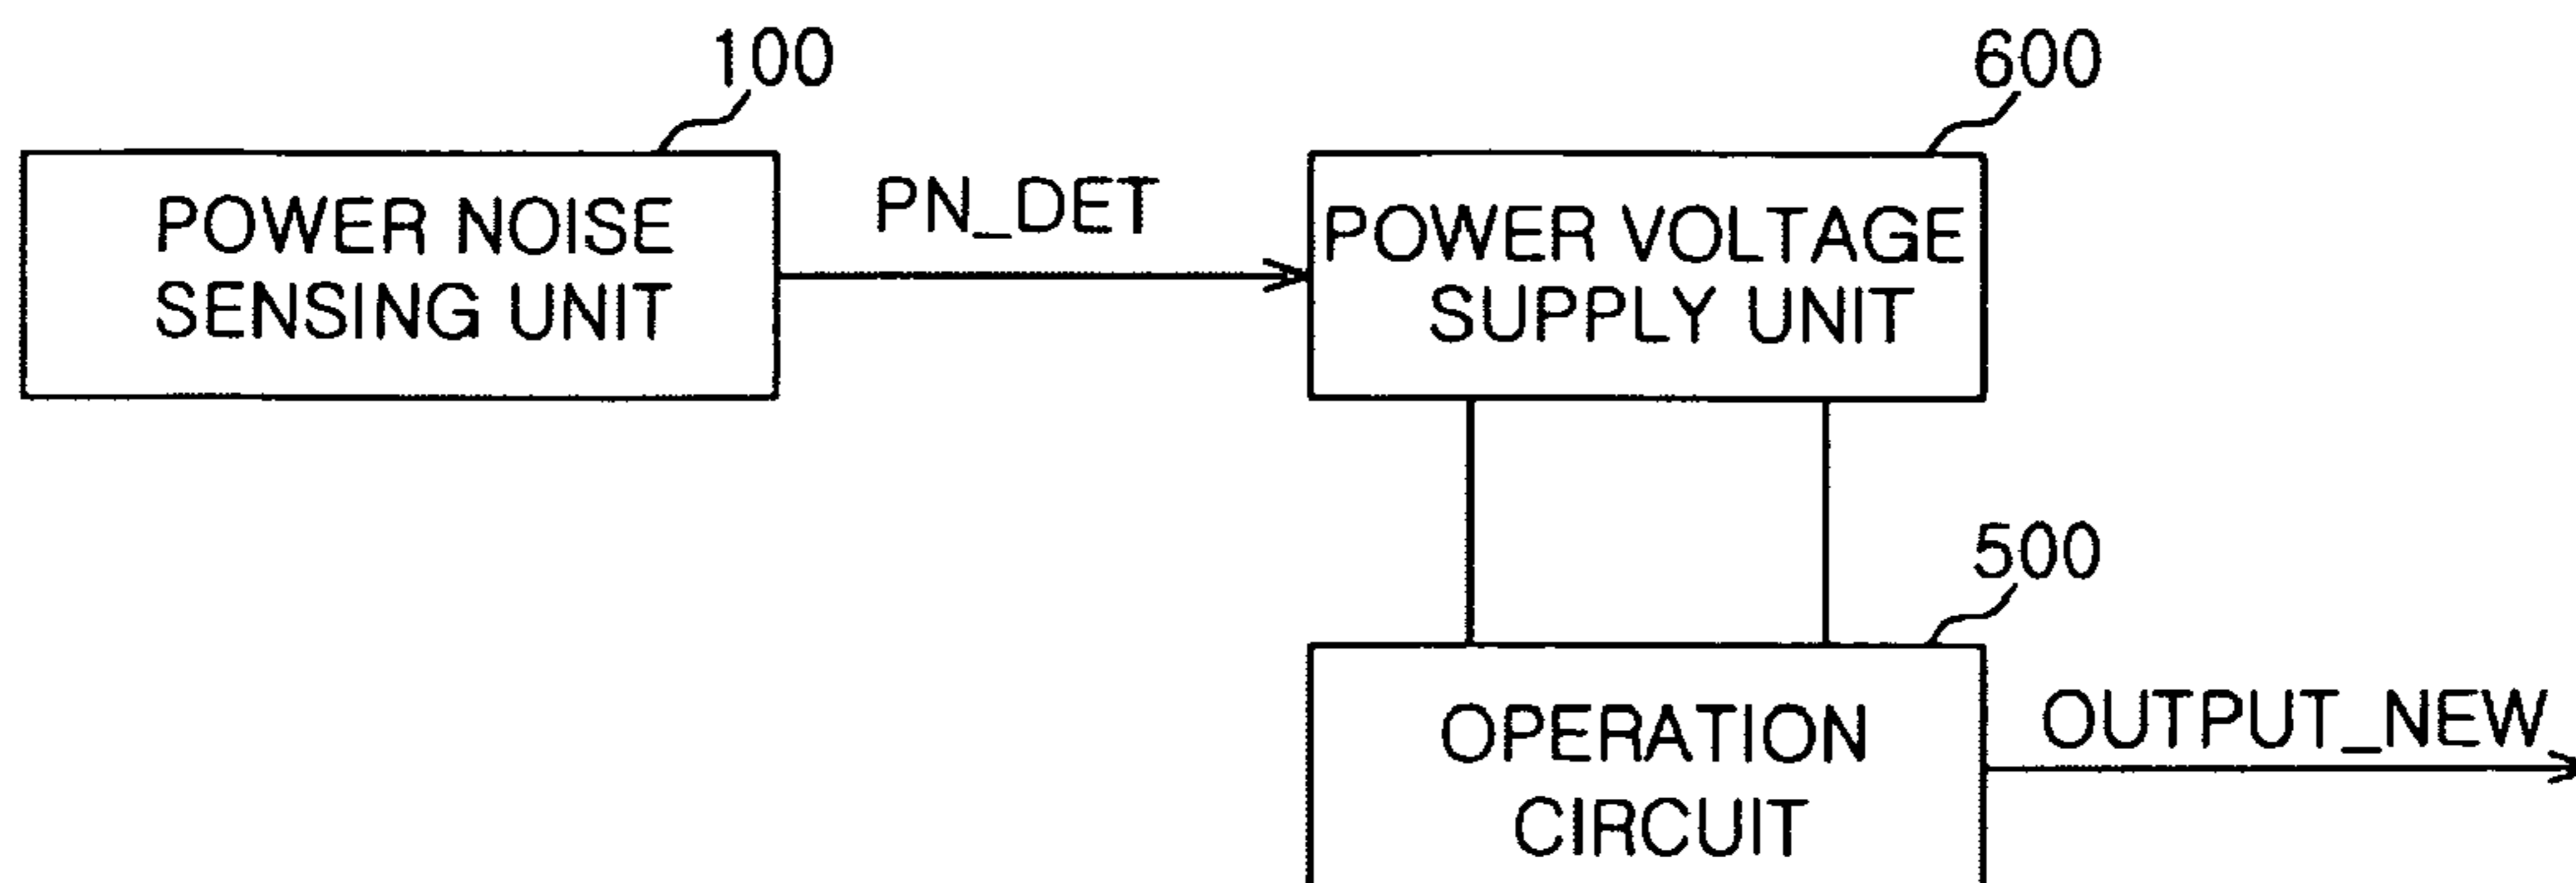 100
600
POWER NOISE
SENSING UNIT
PN_DET
POWER VOLTAGE
SUPPLY UNIT
500
OPERATION
CIRCUIT
OUTPUT_NEW